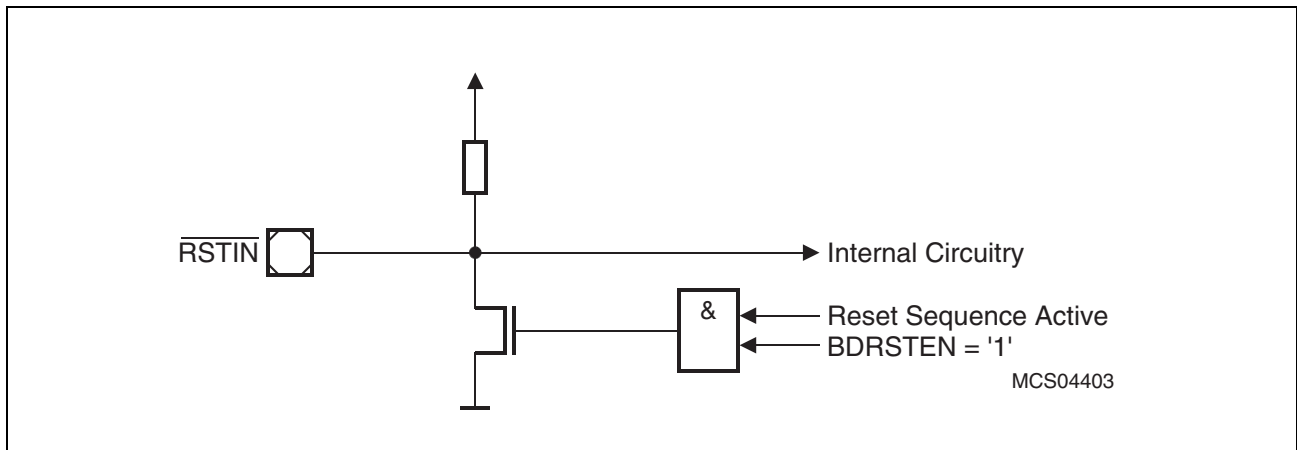 RSTIN
Internal Circuitry
&
Reset Sequence Active
BDRSTEN = '1'
MCS04403